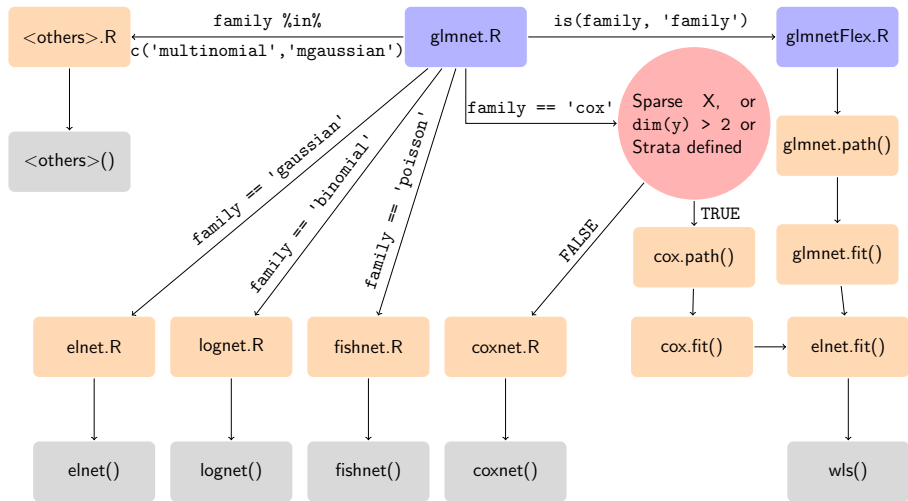 family %in%
<others>.R
glmnet.R
is(family, 'family')
glmnetFlex.R
c('multinomial','mgaussian')
family == 'cox'
Sparse X, or
dim(y) > 2 or
Strata defined
<others>()
glmnet.path()
family == 'gaussian'
family == 'binomial'
family == 'poisson'
FALSE
TRUE
cox.path()
glmnet.fit()
elnet.R
lognet.R
fishnet.R
coxnet.R
cox.fit()
elnet.fit()
elnet()
lognet()
fishnet()
coxnet()
wls()